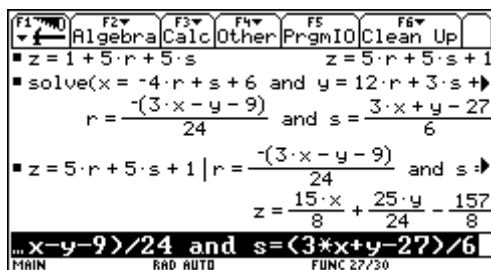 F1 F2 F3 F4 F5 F6
Algebra Calc Other PrgmIO Clean Up
▪z = 1 + 5·r + 5·s z = 5·r + 5·s + 1
▪solve(x = ⁻4·r + s + 6 and y = 12·r + 3·s +▶
r = ⁻(3·x − y − 9)/24 and s = 3·x + y − 27/6
▪z = 5·r + 5·s + 1 | r = ⁻(3·x − y − 9)/24 and s =▶
z = 15·x/8 + 25·y/24 − 157/8
…x-y-9)/24 and s=(3*x+y-27)/6
MAIN RAD AUTO FUNC 27/30